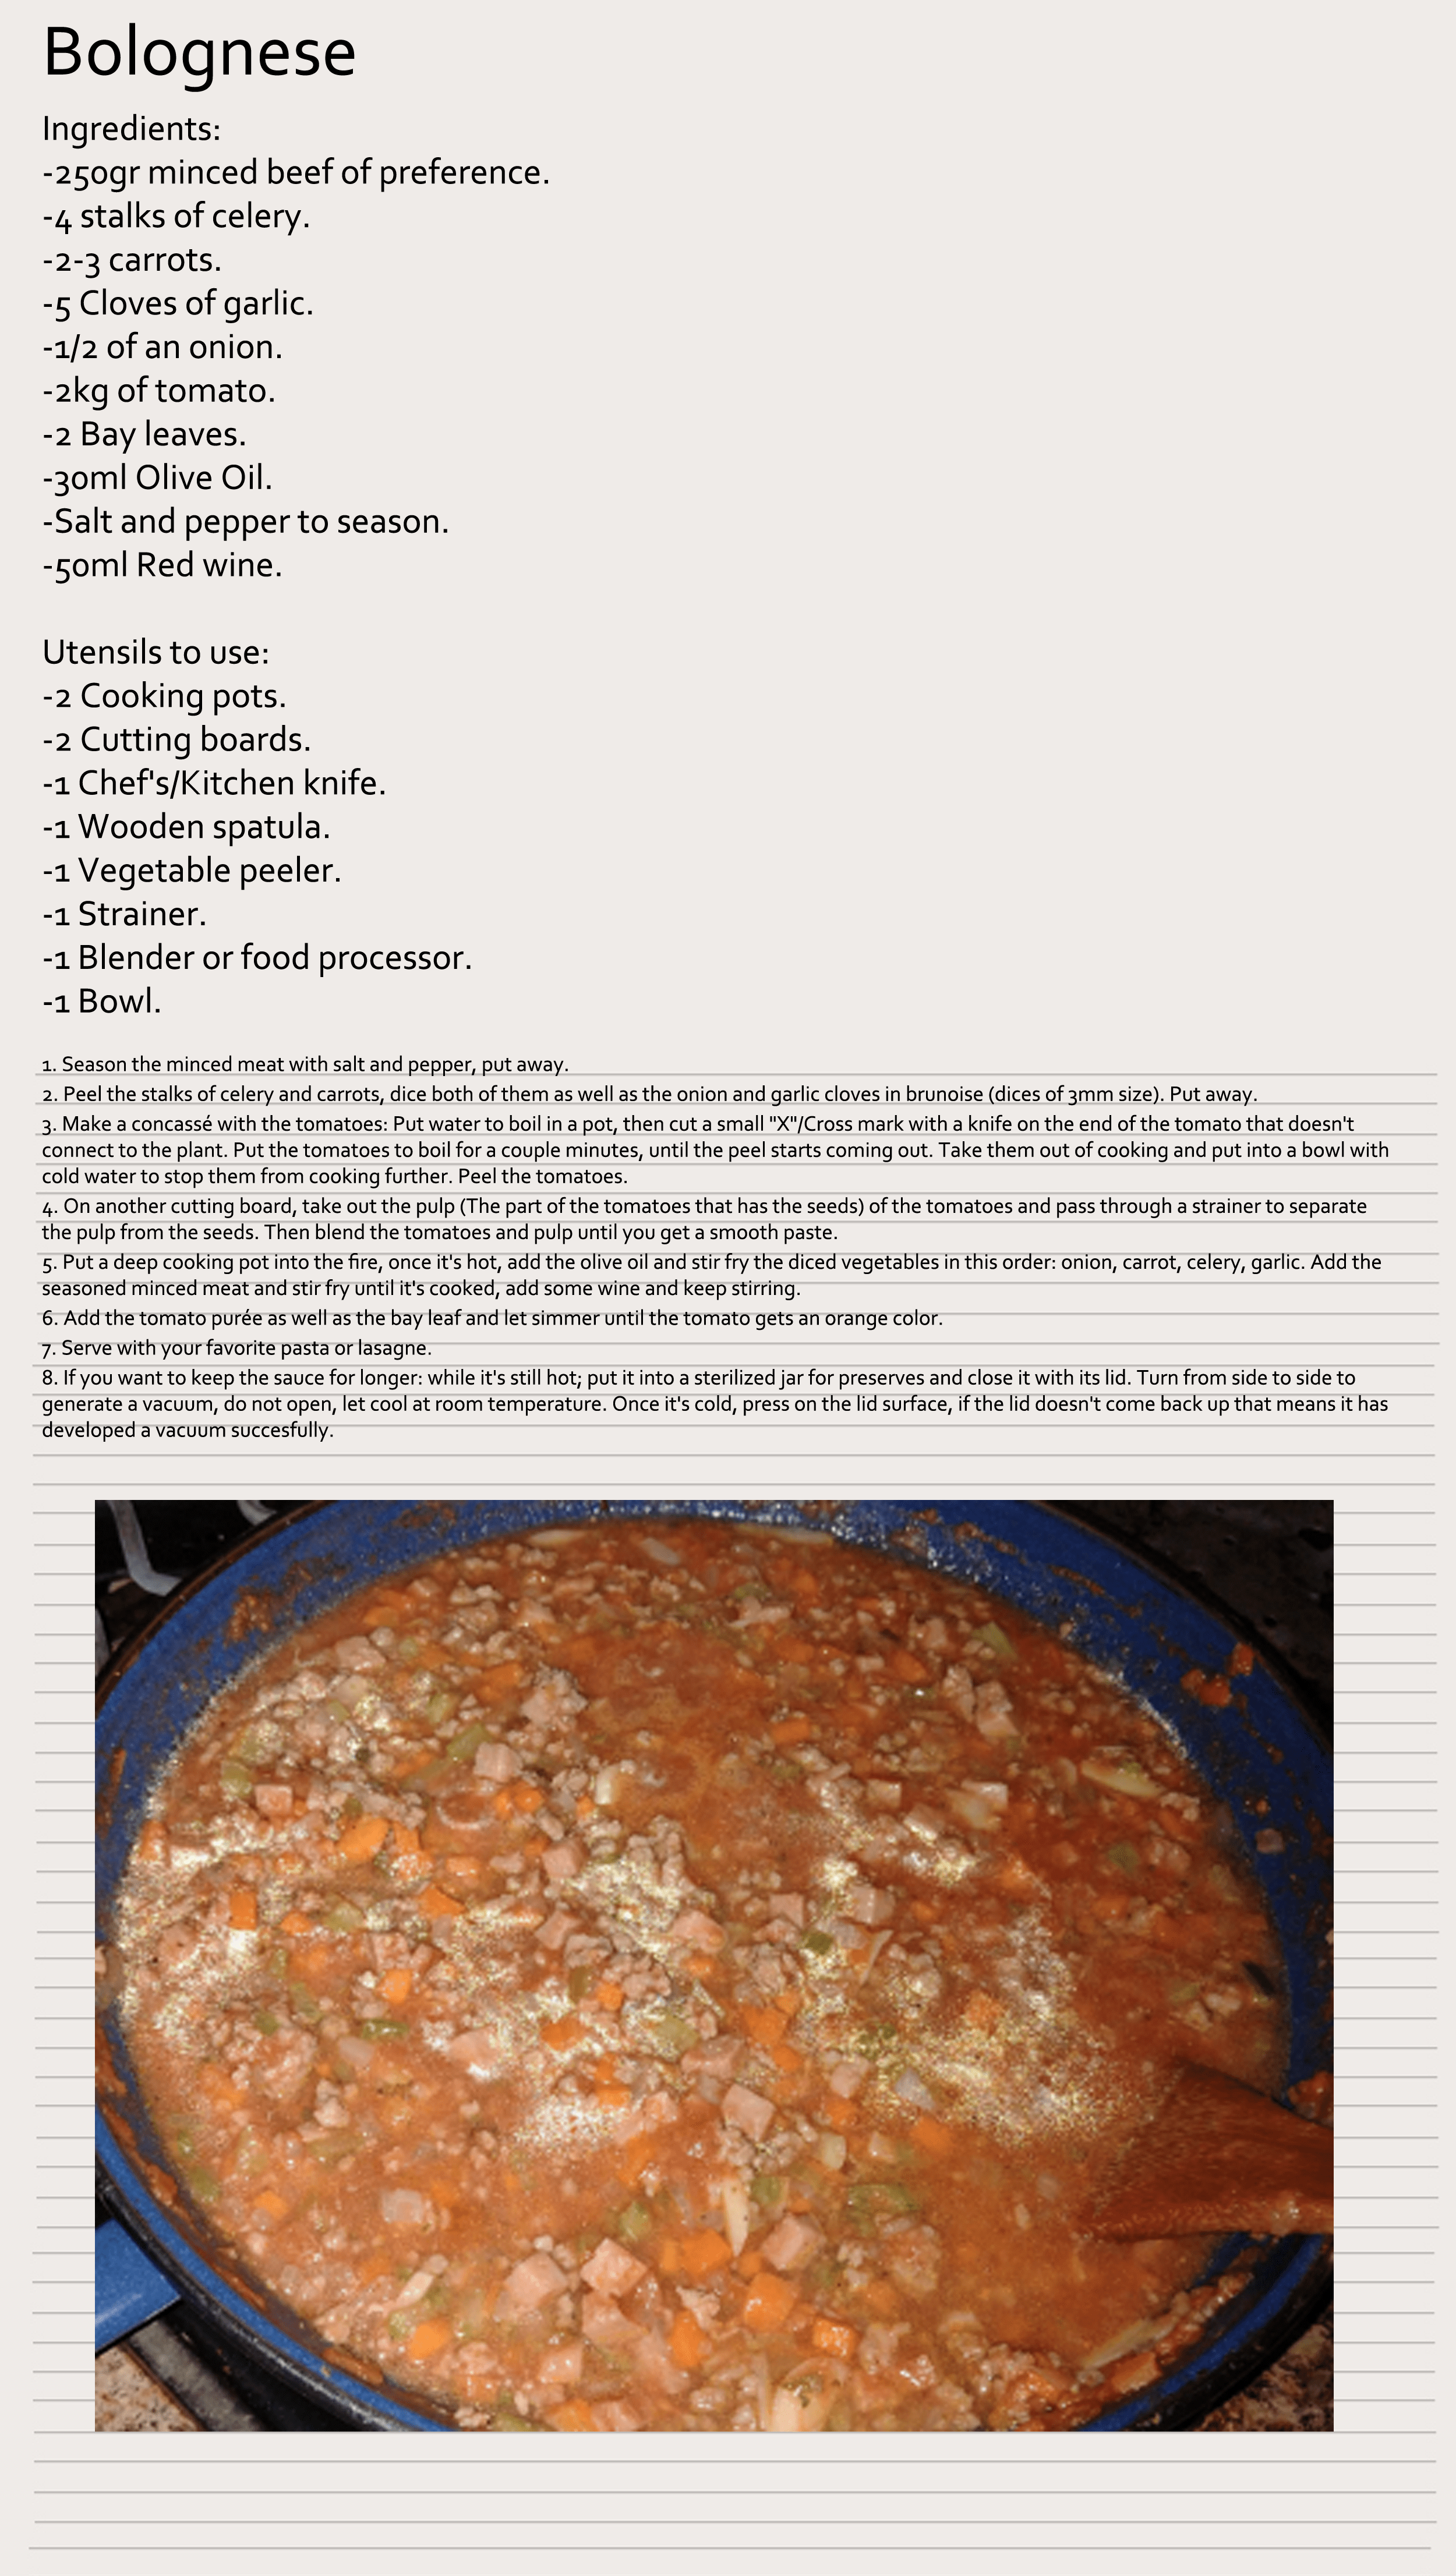 Bolognese
Ingredients:
-250gr minced beef of preference.
-4 stalks of celery.
-2-3 carrots.
-5 Cloves of garlic.
-1/2 of an onion.
-2kg of tomato.
-2 Bay leaves.
-30ml Olive Oil.
-Salt and pepper to season.
-50ml Red wine.
Utensils to use:
-2 Cooking pots.
-2 Cutting boards.
-1 Chef's/Kitchen knife.
-1 Wooden spatula.
-1 Vegetable peeler.
-1 Strainer.
-1 Blender or food processor.
-1 Bowl.
1. Season the minced meat with salt and pepper, put away.
2. Peel the stalks of celery and carrots, dice both of them as well as the onion and garlic cloves in brunoise (dices of 3mm size). Put away.
3. Make a concassé with the tomatoes: Put water to boil in a pot, then cut a small "X"/Cross mark with a knife on the end of the tomato that doesn't
connect to the plant. Put the tomatoes to boil for a couple minutes, until the peel starts coming out. Take them out of cooking and put into a bowl with
cold water to stop them from cooking further. Peel the tomatoes.
4. On another cutting board, take out the pulp (The part of the tomatoes that has the seeds) of the tomatoes and pass through a strainer to separate
the pulp from the seeds. Then blend the tomatoes and pulp until you get a smooth paste.
5. Put a deep cooking pot into the fire, once it's hot, add the olive oil and stir fry the diced vegetables in this order: onion, carrot, celery, garlic. Add the
seasoned minced meat and stir fry until it's cooked, add some wine and keep stirring.
6. Add the tomato purée as well as the bay leaf and let simmer until the tomato gets an orange color.
7. Serve with your favorite pasta or lasagne.
8. If you want to keep the sauce for longer: while it's still hot; put it into a sterilized jar for preserves and close it with its lid. Turn from side to side to
generate a vacuum, do not open, let cool at room temperature. Once it's cold, press on the lid surface, if the lid doesn't come back up that means it has
developed a vacuum succesfully.